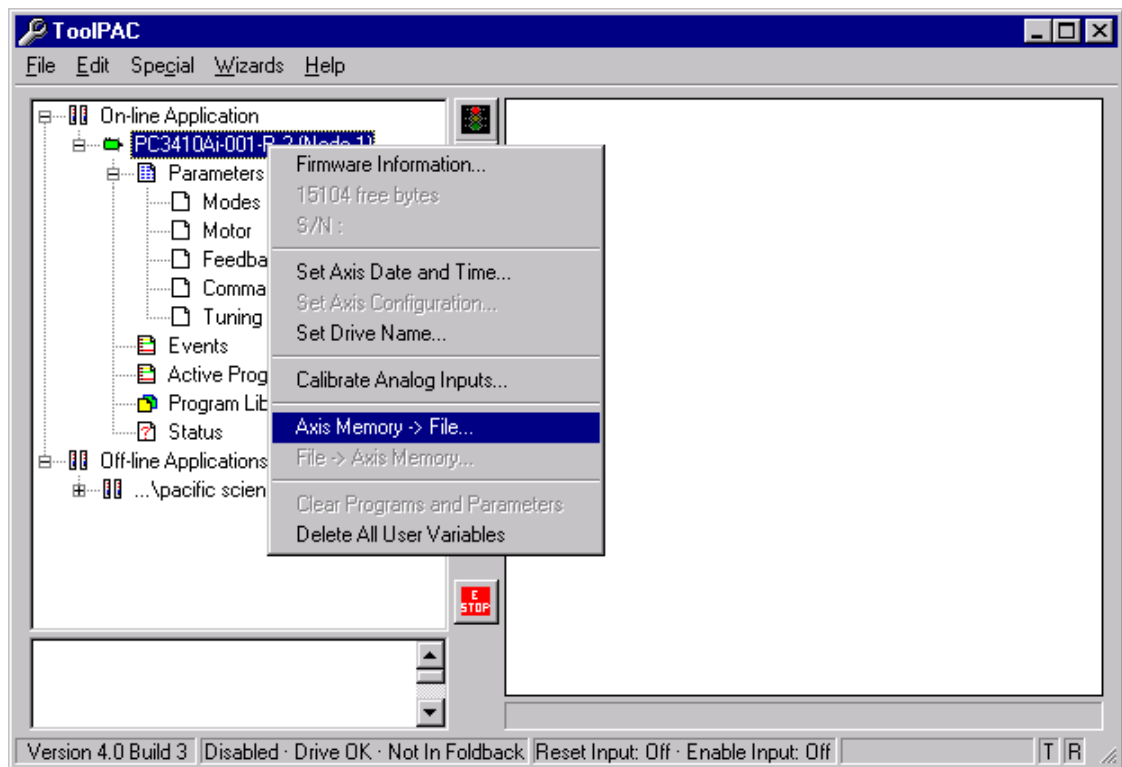 ToolPAC
File Edit Special Wizards Help
On-line Application
PC3410Ai-001-R-2 (Node 1)
Parameters
Modes
Motor
Feedba
Comma
Tuning
Events
Active Prog
Program Lib
Status
Off-line Applications
...\pacific scien
Firmware Information...
15104 free bytes
S/N :
Set Axis Date and Time...
Set Axis Configuration...
Set Drive Name...
Calibrate Analog Inputs...
Axis Memory -> File...
File -> Axis Memory...
Clear Programs and Parameters
Delete All User Variables
E
STOP
Version 4.0 Build 3 Disabled · Drive OK · Not In Foldback Reset Input: Off · Enable Input: Off T R